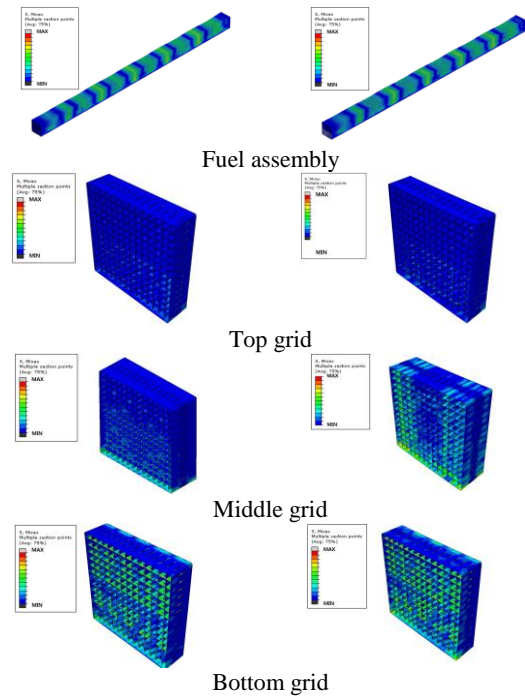 S, Mises
Multiple section points
(Avg: 75%)
MAX
MIN
S, Mises
Multiple section points
(Avg: 75%)
MAX
MIN
Fuel assembly
S, Mises
Multiple section points
(Avg: 75%)
MAX
MIN
S, Mises
Multiple section points
(Avg: 75%)
MAX
MIN
Top grid
S, Mises
Multiple section points
(Avg: 75%)
MAX
MIN
S, Mises
Multiple section points
(Avg: 75%)
MAX
MIN
Middle grid
S, Mises
Multiple section points
(Avg: 75%)
MAX
MIN
S, Mises
Multiple section points
(Avg: 75%)
MAX
MIN
Bottom grid